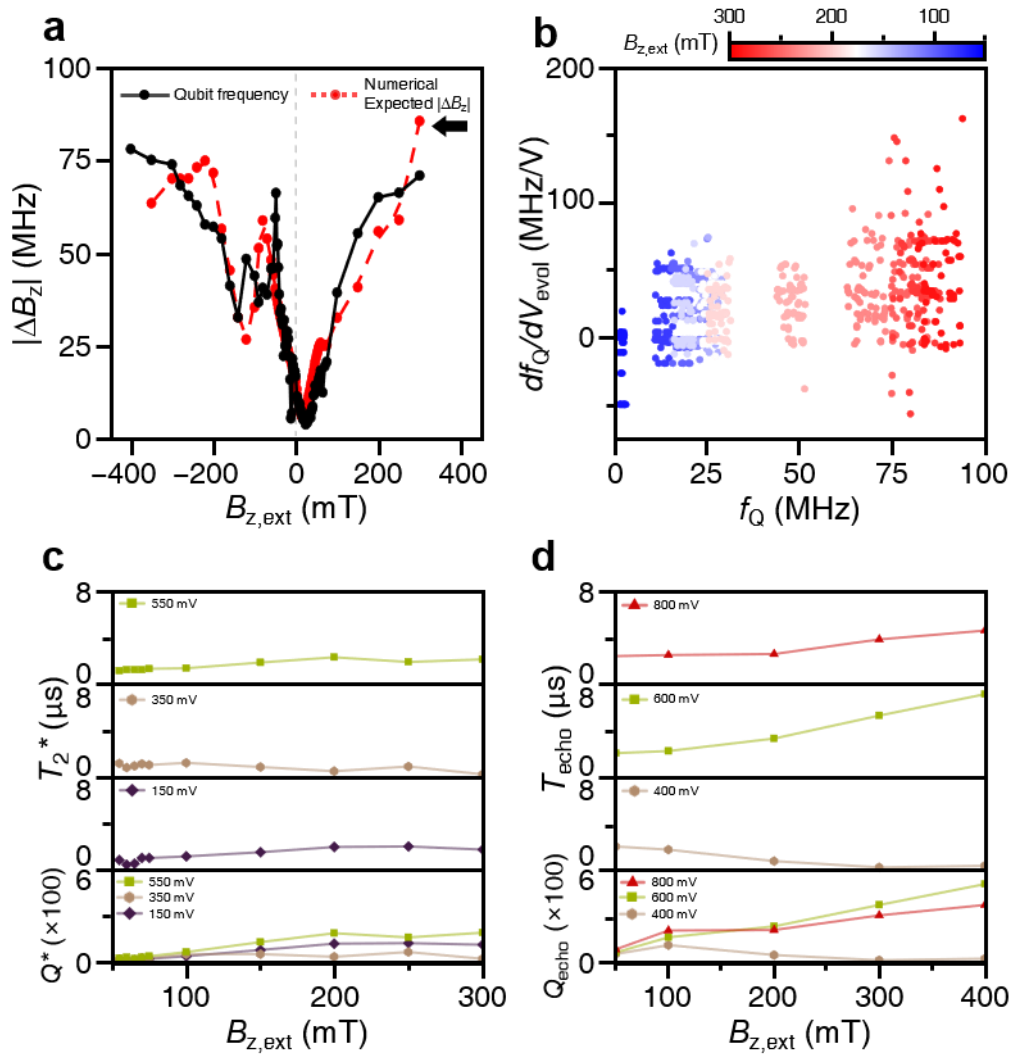 a
100
75
50
25
0
|ΔBz| (MHz)
Qubit frequency
Numerical
Expected |ΔBz|
−400 −200 0 200 400
Bz,ext (mT)
b
300 200 100
Bz,ext (mT)
200
100
0
dfQ/dVevol (MHz/V)
0 25 50 75 100
fQ (MHz)
c
8
550 mV
0
8
350 mV
0
8
150 mV
0
T2* (μs)
6
550 mV
350 mV
150 mV
0
Q* (×100)
100 200 300
Bz,ext (mT)
d
8
800 mV
0
8
600 mV
0
8
400 mV
0
Techo (μs)
6
800 mV
600 mV
400 mV
0
Qecho (×100)
100 200 300 400
Bz,ext (mT)